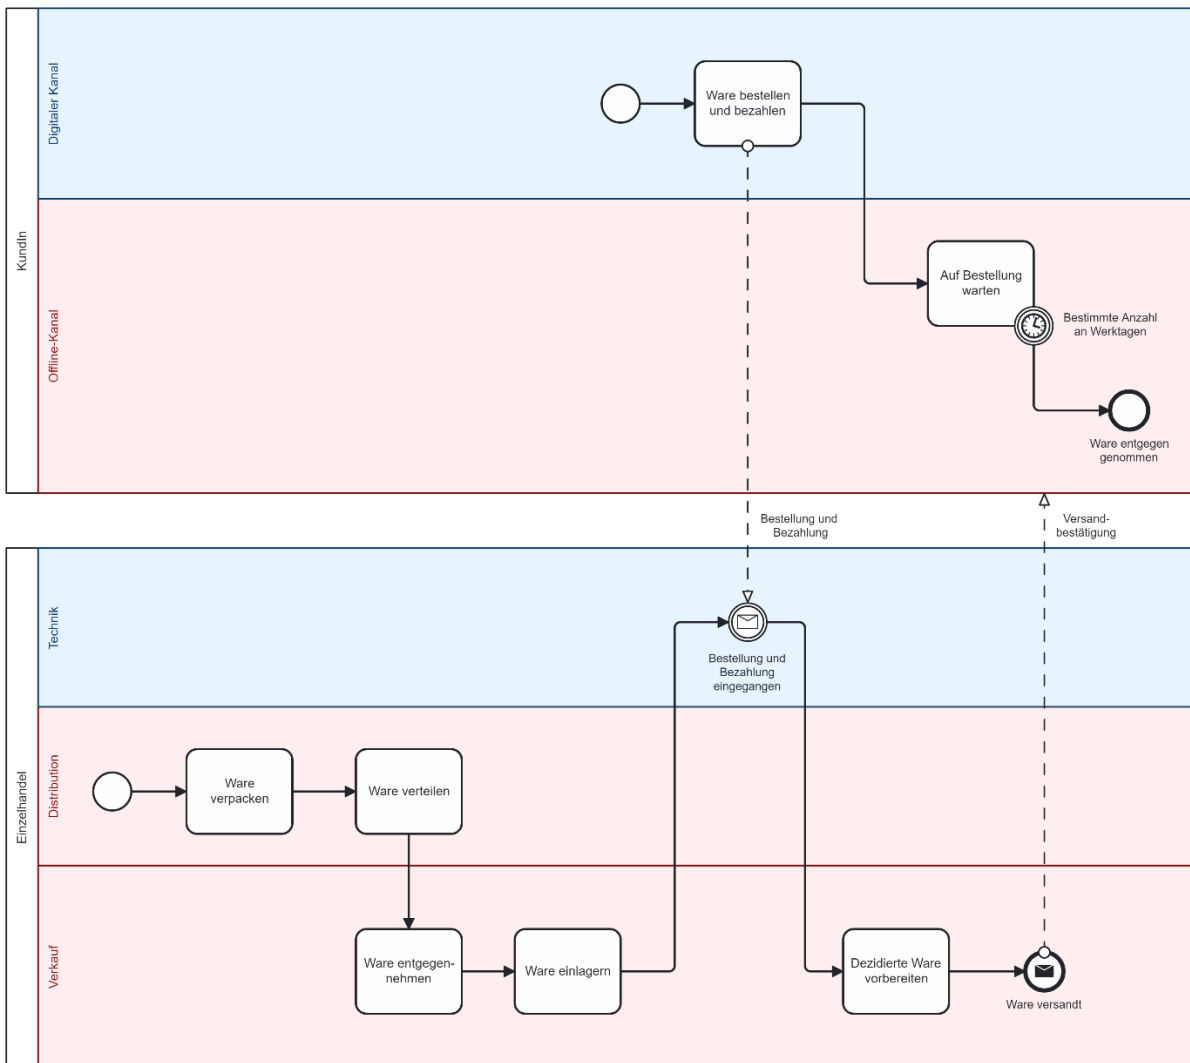 KundIn
Digitaler Kanal
Ware bestellen
und bezahlen
Offline-Kanal
Auf Bestellung
warten
Bestimmte Anzahl
an Werktagen
Ware entgegen
genommen
Bestellung und
Bezahlung
Versand-
bestätigung
Einzelhandel
Technik
Bestellung und
Bezahlung
eingegangen
Distribution
Ware
verpacken
Ware verteilen
Verkauf
Ware entgegen-
nehmen
Ware einlagern
Dezidierte Ware
vorbereiten
Ware versandt